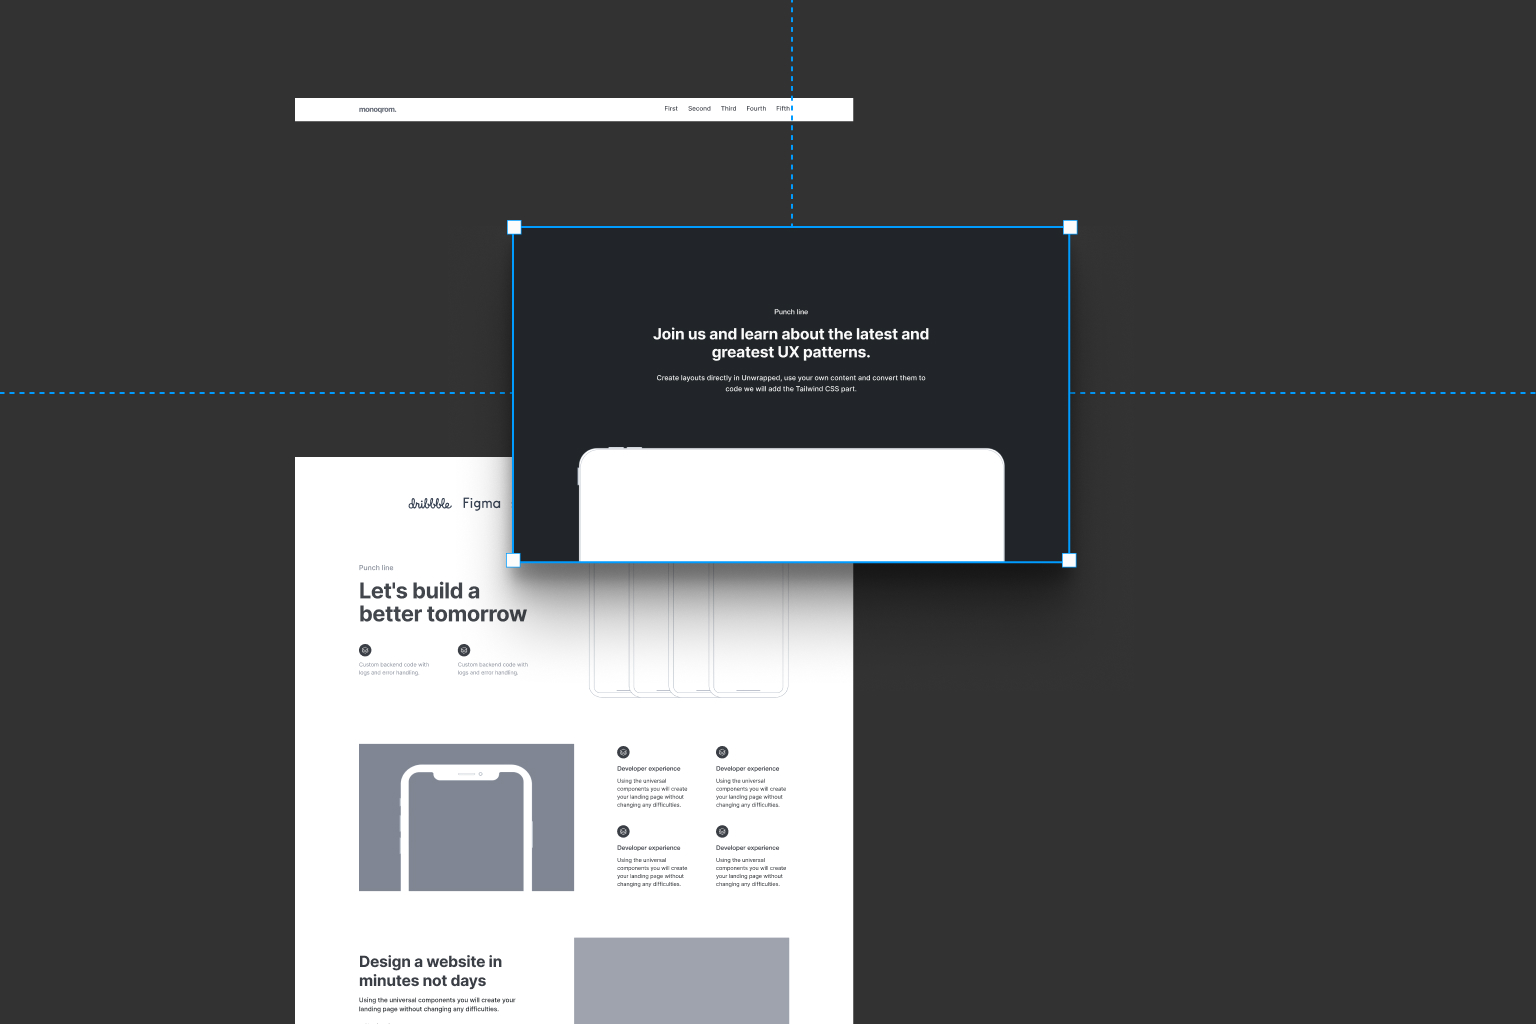 monoqrom.
First Second Third Fourth Fifth
Punch line
Join us and learn about the latest and
greatest UX patterns.
Create layouts directly in Unwrapped, use your own content and convert them to
code we will add the Tailwind CSS part.
dribbble Figma
Punch line
Let's build a
better tomorrow
Custom backend code with
logs and error handling.
Custom backend code with
logs and error handling.
Developer experience
Using the universal
components you will create
your landing page without
changing any difficulties.
Developer experience
Using the universal
components you will create
your landing page without
changing any difficulties.
Developer experience
Using the universal
components you will create
your landing page without
changing any difficulties.
Developer experience
Using the universal
components you will create
your landing page without
changing any difficulties.
Design a website in
minutes not days
Using the universal components you will create your
landing page without changing any difficulties.